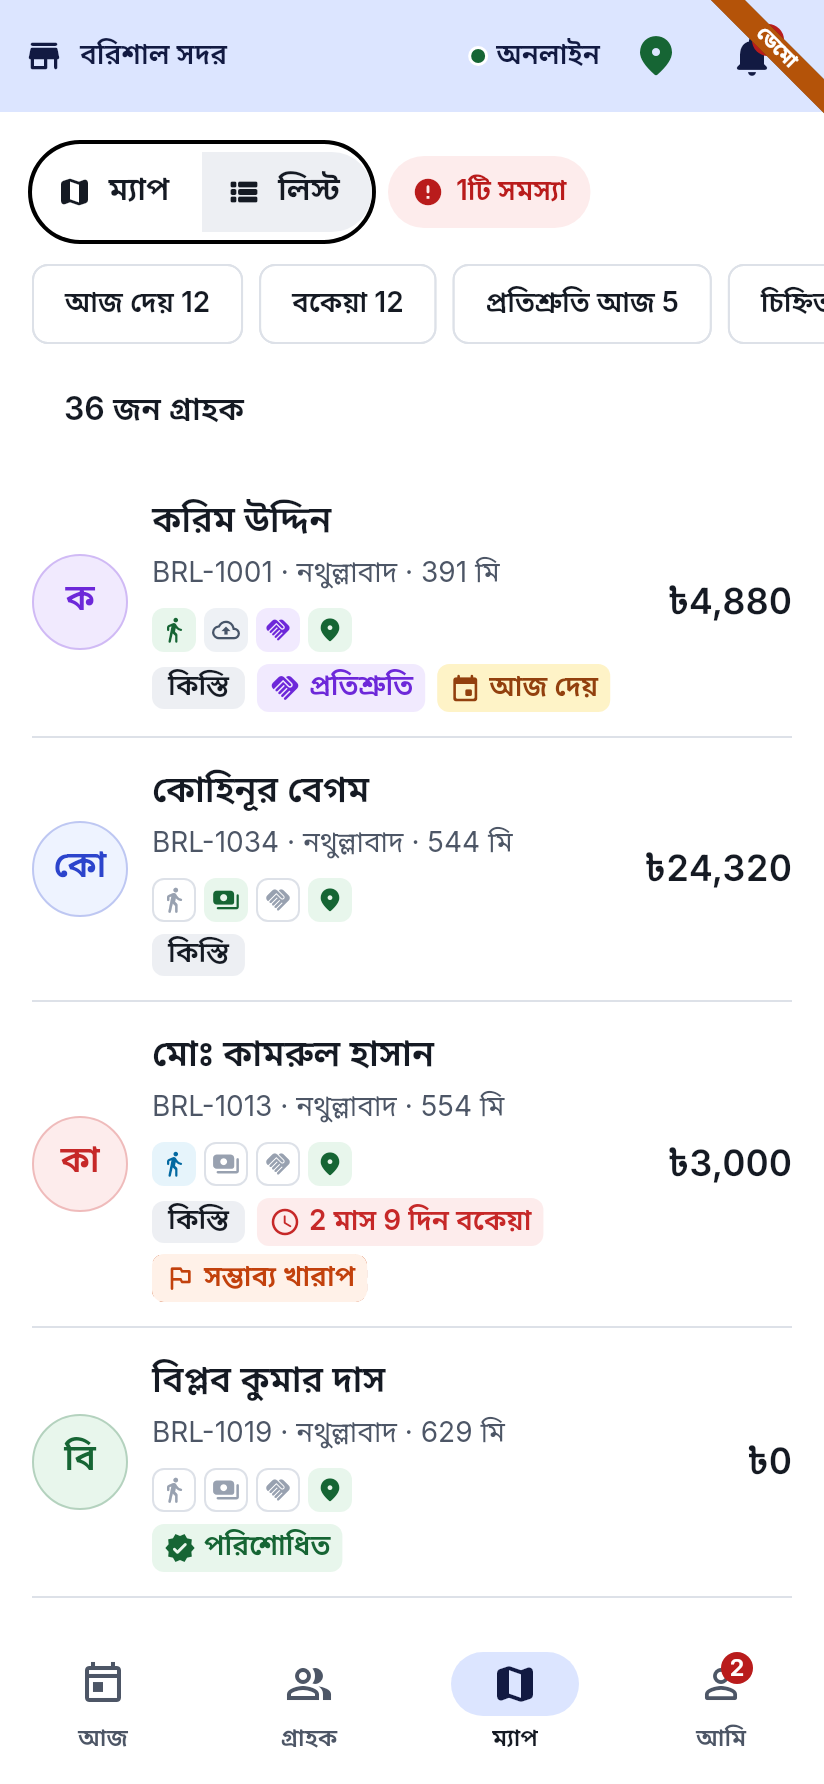 বরিশাল সদর
অনলাইন
ডেমো
ম্যাপ
লিস্ট
1টি সমস্যা
আজ দেয় 12
বকেয়া 12
প্রতিশ্রুতি আজ 5
36 জন গ্রাহক
ক
করিম উদ্দিন
BRL-1001 · নথুল্লাবাদ · 391 মি
৳4,880
কিস্তি
প্রতিশ্রুতি
আজ দেয়
কো
কোহিনূর বেগম
BRL-1034 · নথুল্লাবাদ · 544 মি
৳24,320
কিস্তি
কা
মোঃ কামরুল হাসান
BRL-1013 · নথুল্লাবাদ · 554 মি
৳3,000
কিস্তি
2 মাস 9 দিন বকেয়া
সম্ভাব্য খারাপ
বি
বিপ্লব কুমার দাস
BRL-1019 · নথুল্লাবাদ · 629 মি
৳0
পরিশোধিত
আজ
গ্রাহক
ম্যাপ
2
আমি